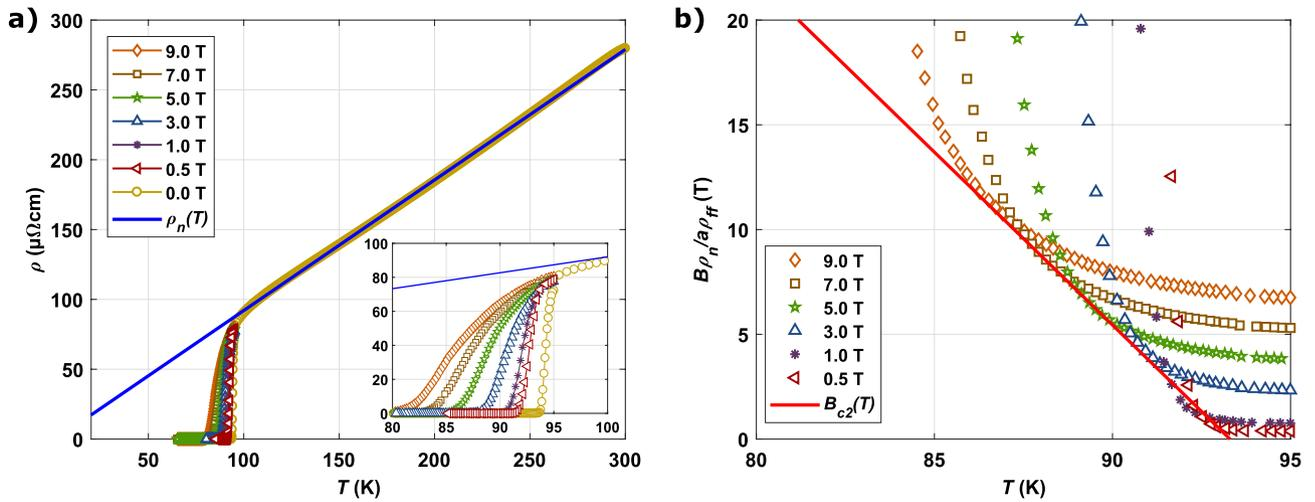 a)
300
250
200
150
100
50
0
ρ (μΩcm)
9.0 T
7.0 T
5.0 T
3.0 T
1.0 T
0.5 T
0.0 T
ρn(T)
100
80
60
40
20
0
80 85 90 95 100
50 100 150 200 250 300
T (K)
b)
20
15
10
5
0
Bρn/aρff (T)
9.0 T
7.0 T
5.0 T
3.0 T
1.0 T
0.5 T
Bc2(T)
80 85 90 95
T (K)